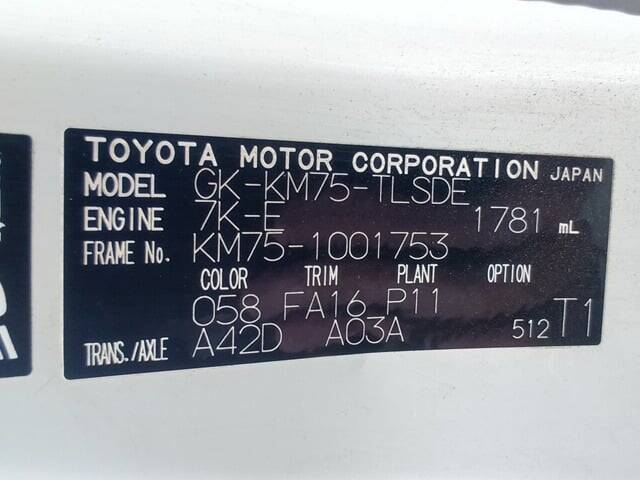 TOYOTA MOTOR CORPORATION JAPAN
MODEL GK-KM75-TLSDE
ENGINE 7K-E 1781 mL
FRAME No. KM75-1001753
COLOR TRIM PLANT OPTION
058 FA16 P11
TRANS./AXLE A42D A03A 512 T1